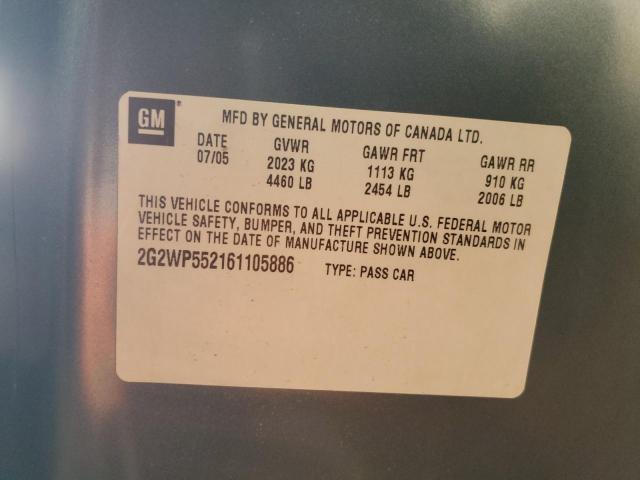 GM ®
MFD BY GENERAL MOTORS OF CANADA LTD.
DATE GVWR GAWR FRT GAWR RR
07/05 2023 KG 1113 KG 910 KG
4460 LB 2454 LB 2006 LB
THIS VEHICLE CONFORMS TO ALL APPLICABLE U.S. FEDERAL MOTOR
VEHICLE SAFETY, BUMPER, AND THEFT PREVENTION STANDARDS IN
EFFECT ON THE DATE OF MANUFACTURE SHOWN ABOVE.
2G2WP552161105886 TYPE: PASS CAR